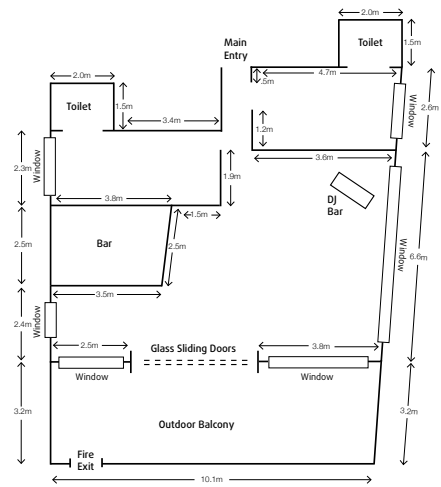 2.0m
Toilet
1.5m
Main
Entry
.5m
4.7m
2.0m
Toilet
1.5m
Window
2.6m
3.4m
1.2m
Window
2.3m
3.8m
1.9m
3.6m
1.5m
DJ
Bar
Bar
2.5m
2.5m
Window
6.6m
3.5m
Window
2.4m
2.5m
Glass Sliding Doors
3.8m
Window
Window
3.2m
3.2m
Outdoor Balcony
Fire
Exit
10.1m